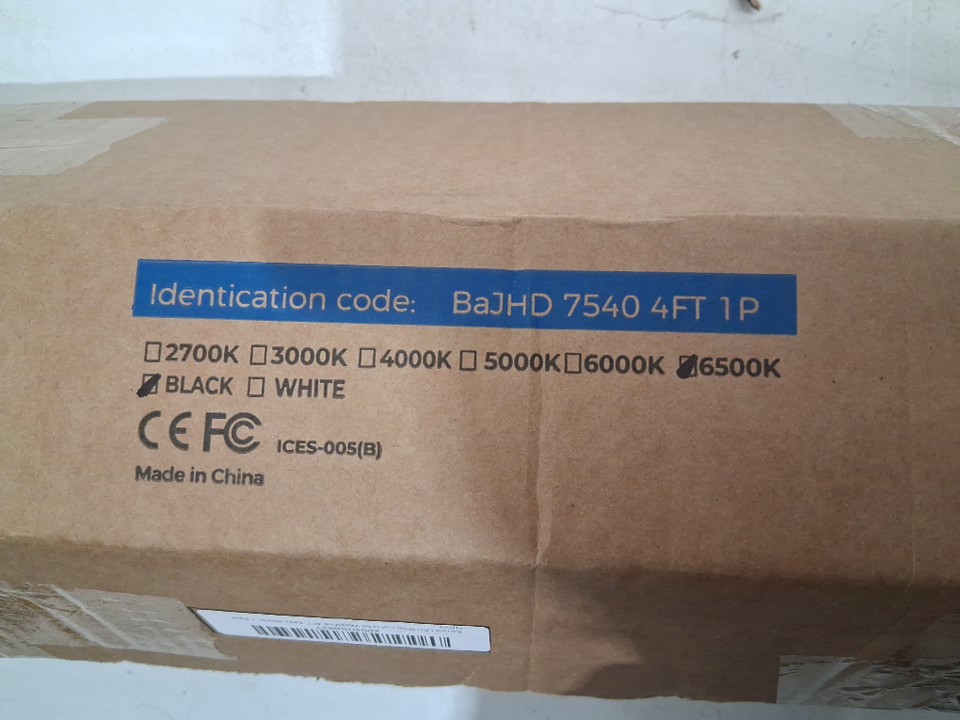 Identication code: BaJHD 7540 4FT 1P
2700K 3000K 4000K 5000K 6000K 6500K
BLACK WHITE
CE FC ICES-005(B)
Made in China